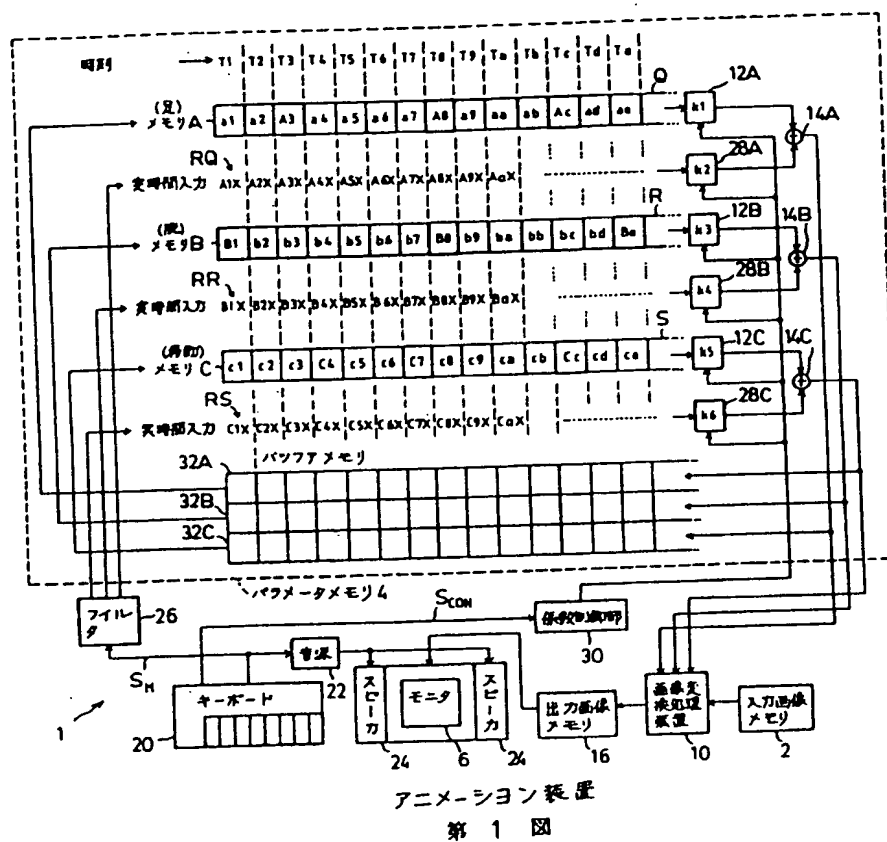 時刻 → T1 T2 T3 T4 T5 T6 T7 T8 T9 Ta Tb Tc Td Te
Q
12A
(足)
メモリA a1 a2 A3 a4 a5 a6 a7 A8 a9 aa ab Ac ad ae k1
14A
RQ
28A
実時間入力 A1X A2X A3X A4X A5X A6X A7X A8X A9X AaX k2
R
12B
14B
(腕)
メモリB B1 b2 b3 b4 b5 b6 b7 B8 b9 ba bb bc bd Be k3
RR
28B
実時間入力 B1X B2X B3X B4X B5X B6X B7X B8X B9X BaX k4
S
12C
14C
メモリC c1 c2 c3 C4 c5 c6 C7 c8 c9 ca cb Cc cd ce k5
RS
28C
実時間入力 C1X C2X C3X C4X C5X C6X C7X C8X C9X CaX k6
バッファメモリ
32A
32B
32C
パラメータメモリ4
フィルタ
26
SCON
係数制御部
30
SM
音源
22
1
キーボード
20
スピーカ
24
モニタ
6
スピーカ
24
出力画像メモリ
16
画像変換処理装置
10
入力画像メモリ
2
アニメーション装置
第 1 図